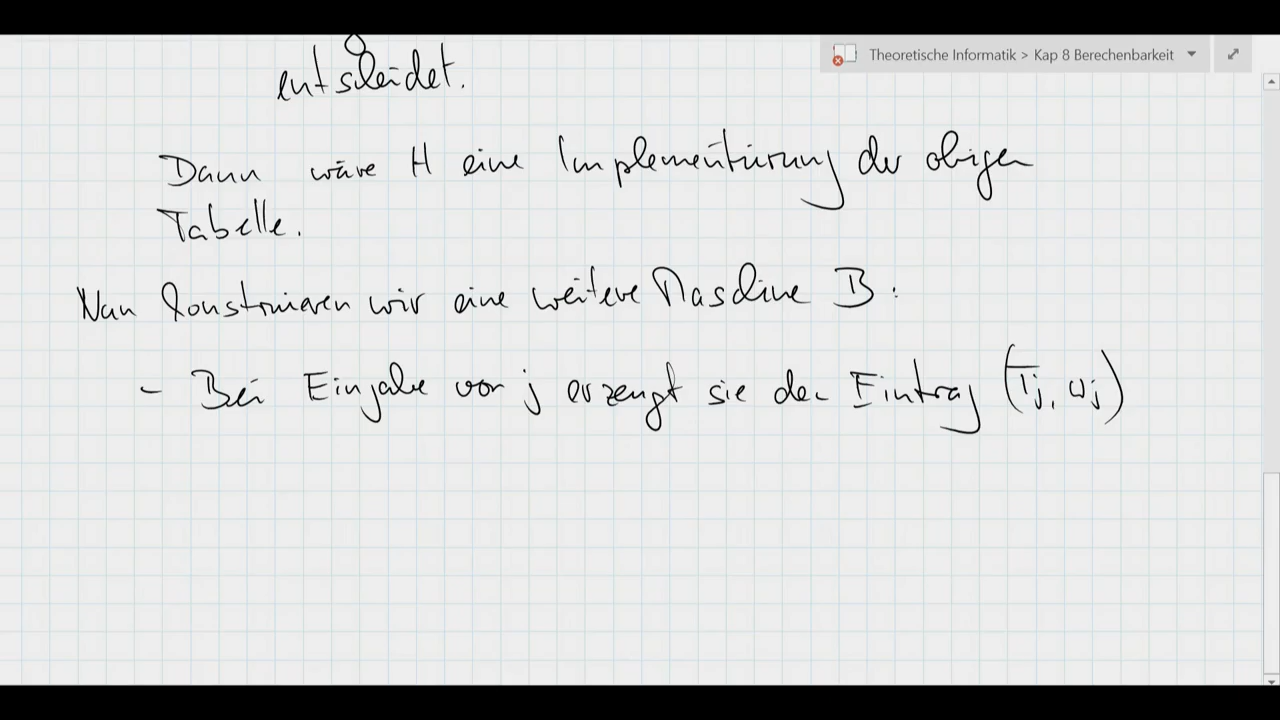 Theoretische Informatik > Kap 8 Berechenbarkeit
entscheidet.
Dann wäre H eine Implementierung der obigen
Tabelle.
Nun konstruieren wir eine weitere Maschine B:
- Bei Eingabe von j erzeugt sie den Eintrag (Tj, wj)